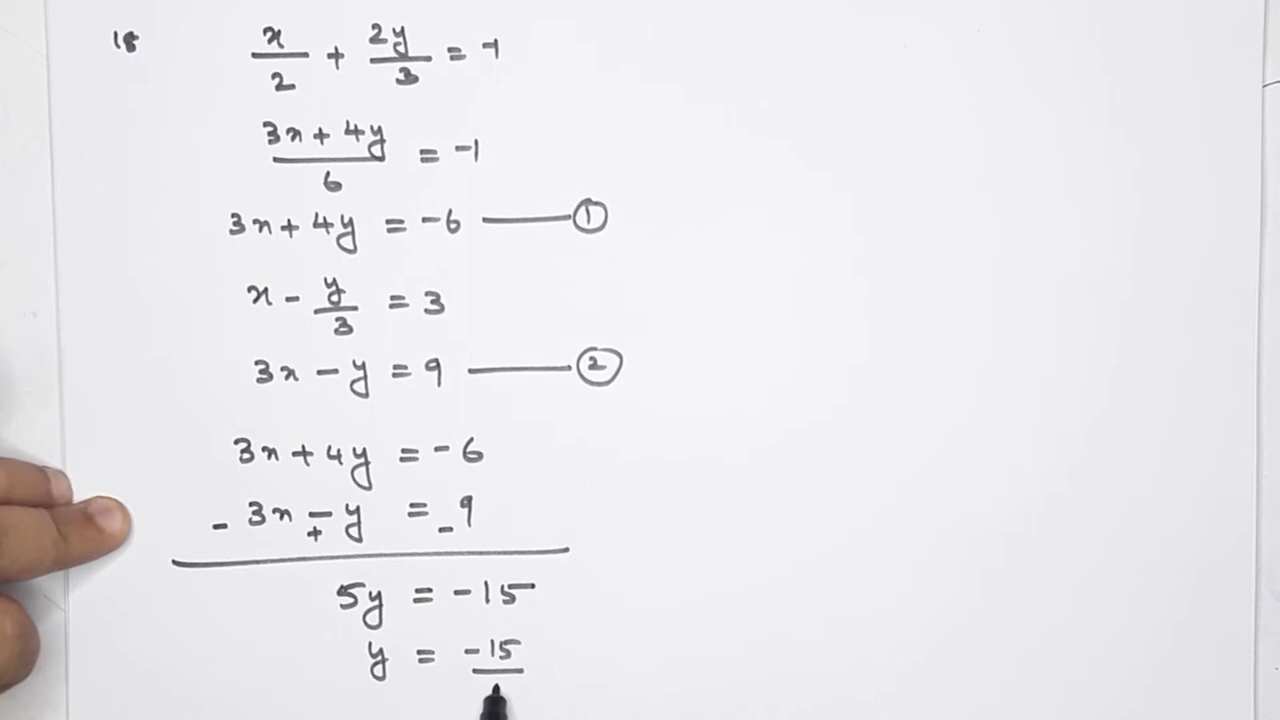 18 x/2 + 2y/3 = -1
3x + 4y/6 = -1
3x + 4y = -6 —— ①
x - y/3 = 3
3x - y = 9 —— ②
3x + 4y = -6
- 3x - + y = - 9
5y = -15
y = -15/